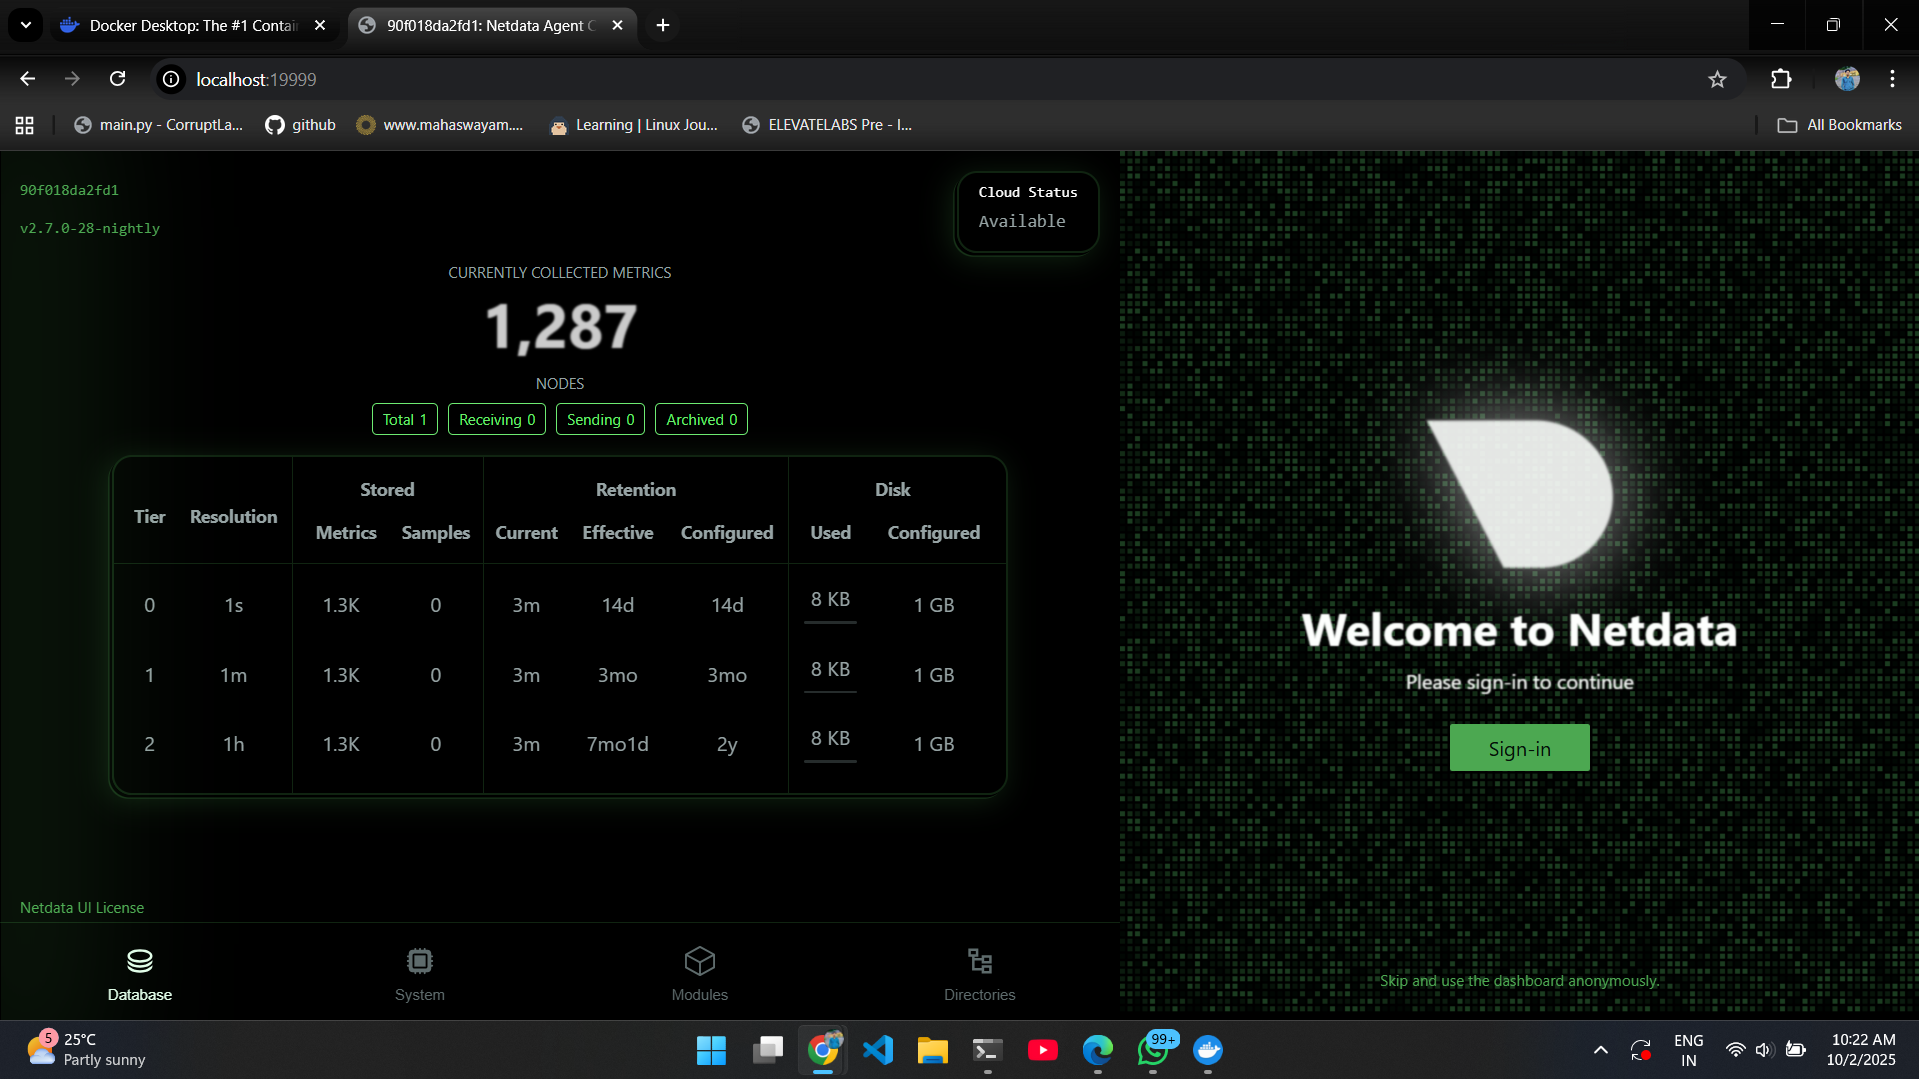 Docker Desktop: The #1 Contai
90f018da2fd1: Netdata Agent C
localhost:19999
main.py - CorruptLa...
github
www.mahaswayam....
Learning | Linux Jou...
ELEVATELABS Pre - I...
All Bookmarks
90f018da2fd1
v2.7.0-28-nightly
Cloud Status
Available
CURRENTLY COLLECTED METRICS
1,287
NODES
Total 1 Receiving 0 Sending 0 Archived 0
Stored Retention Disk
Tier Resolution
Metrics Samples Current Effective Configured Used Configured
0 1s 1.3K 0 3m 14d 14d 8 KB 1 GB
1 1m 1.3K 0 3m 3mo 3mo 8 KB 1 GB
2 1h 1.3K 0 3m 7mo1d 2y 8 KB 1 GB
Netdata UI License
Database System Modules Directories
Welcome to Netdata
Please sign-in to continue
Sign-in
Skip and use the dashboard anonymously.
5
25°C
Partly sunny
99+
ENG
IN
10:22 AM
10/2/2025